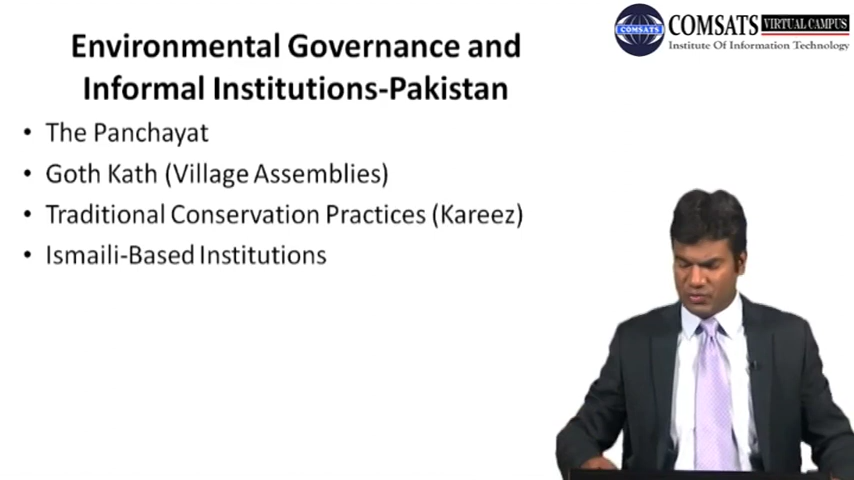 Environmental Governance and
Informal Institutions-Pakistan
• The Panchayat
• Goth Kath (Village Assemblies)
• Traditional Conservation Practices (Kareez)
• Ismaili-Based Institutions
COMSATS
COMSATS VIRTUAL CAMPUS
Institute Of Information Technology